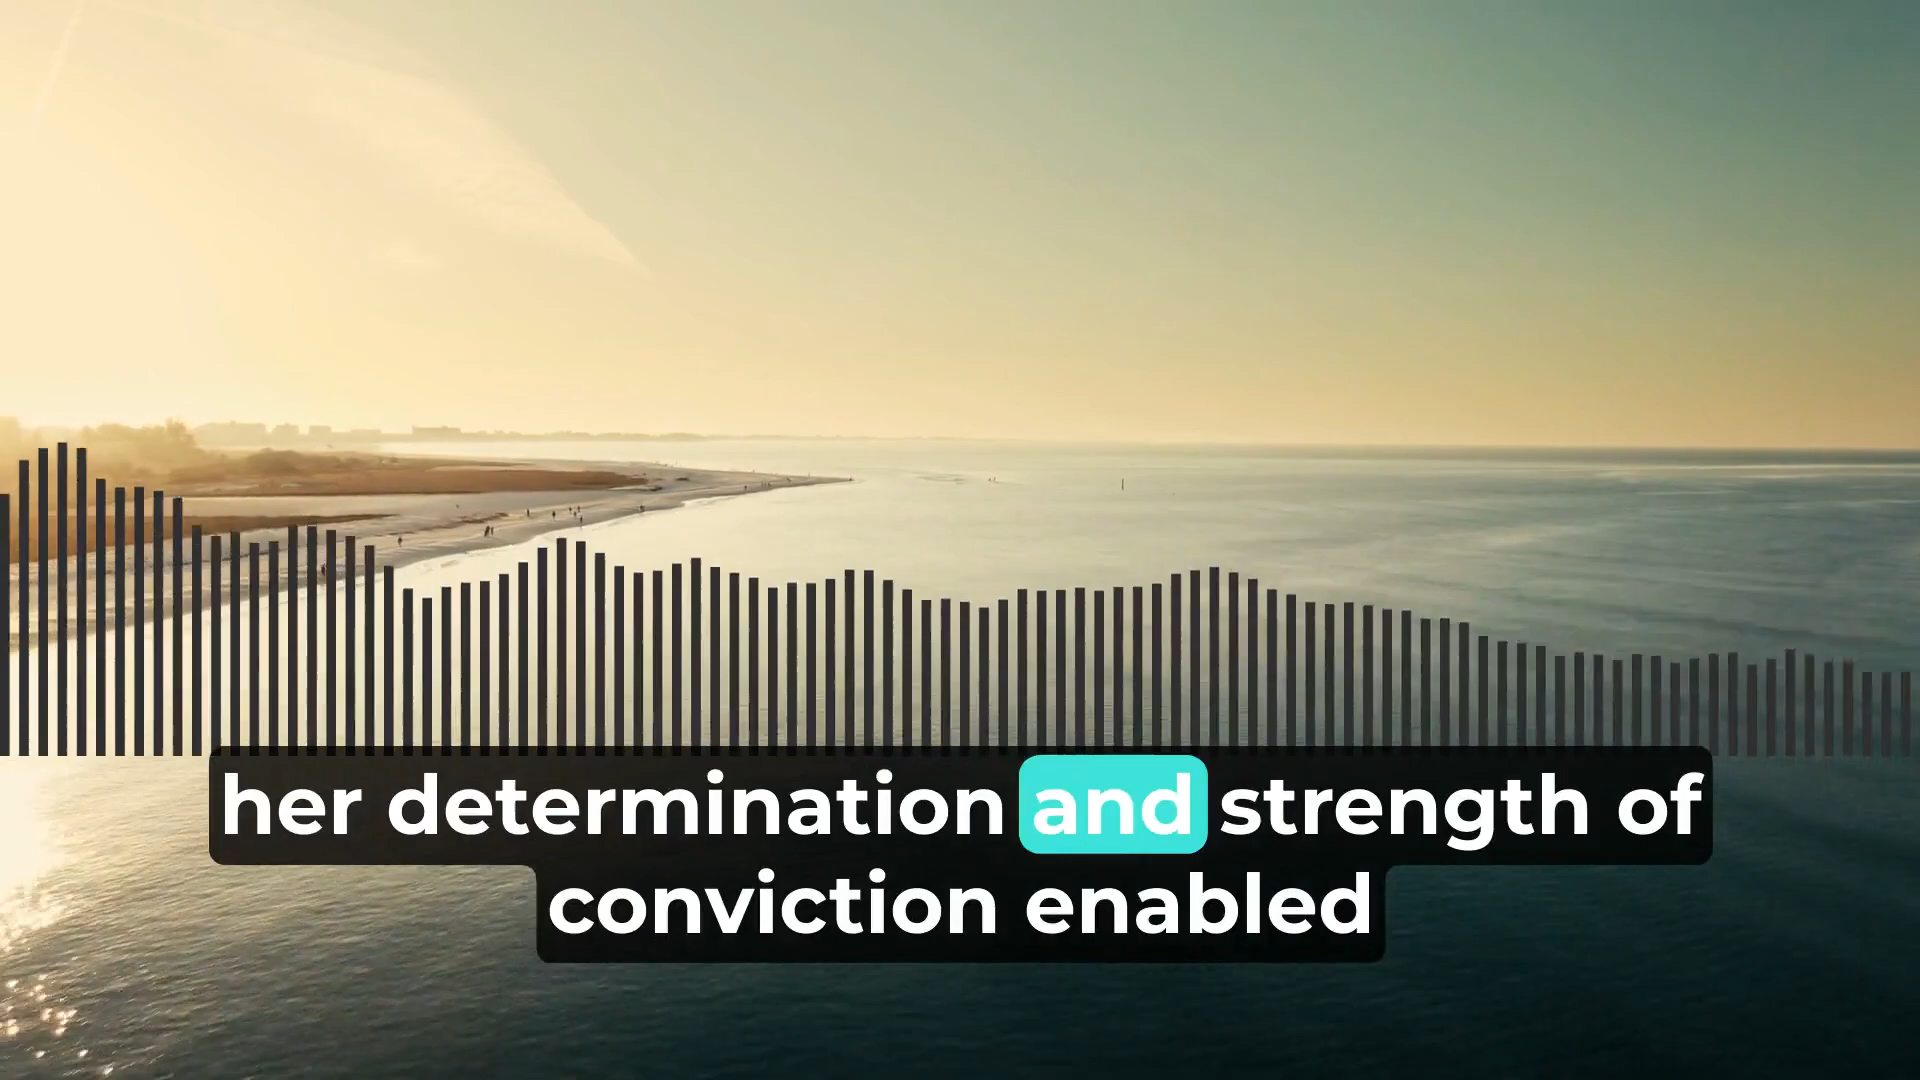 her determination and strength of
conviction enabled